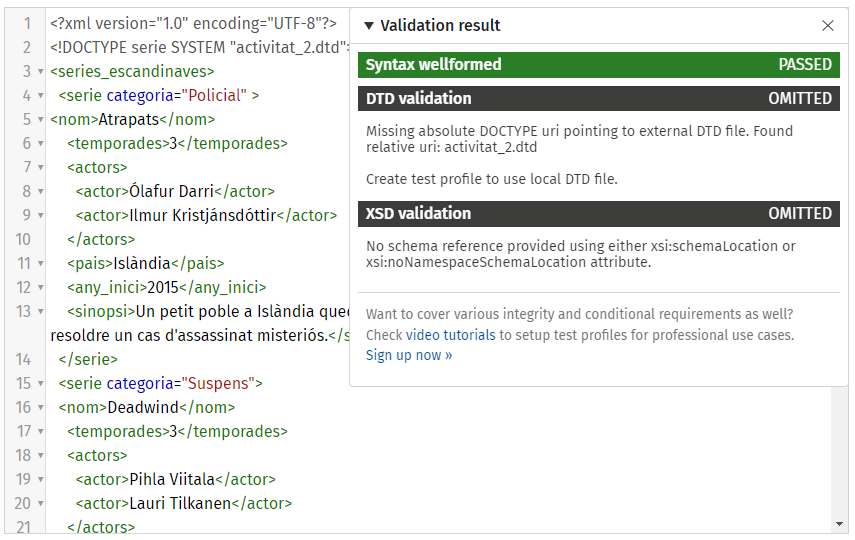 1 <?xml version="1.0" encoding="UTF-8"?>
2 <!DOCTYPE serie SYSTEM "activitat_2.dtd">
3 <series_escandinaves>
4 <serie categoria="Policial" >
5 <nom>Atrapats</nom>
6 <temporades>3</temporades>
7 <actors>
8 <actor>Ólafur Darri</actor>
9 <actor>Ilmur Kristjánsdóttir</actor>
10 </actors>
11 <pais>Islàndia</pais>
12 <any_inici>2015</any_inici>
13 <sinopsi>Un petit poble a Islàndia
resoldre un cas d'assassinat misteriós.</
14 </serie>
15 <serie categoria="Suspens">
16 <nom>Deadwind</nom>
17 <temporades>3</temporades>
18 <actors>
19 <actor>Pihla Viitala</actor>
20 <actor>Lauri Tilkanen</actor>
21 </actors>
Validation result
Syntax wellformed PASSED
DTD validation OMITTED
Missing absolute DOCTYPE uri pointing to external DTD file. Found
relative uri: activitat_2.dtd
Create test profile to use local DTD file.
XSD validation OMITTED
No schema reference provided using either xsi:schemaLocation or
xsi:noNamespaceSchemaLocation attribute.
Want to cover various integrity and conditional requirements as well?
Check video tutorials to setup test profiles for professional use cases.
Sign up now »